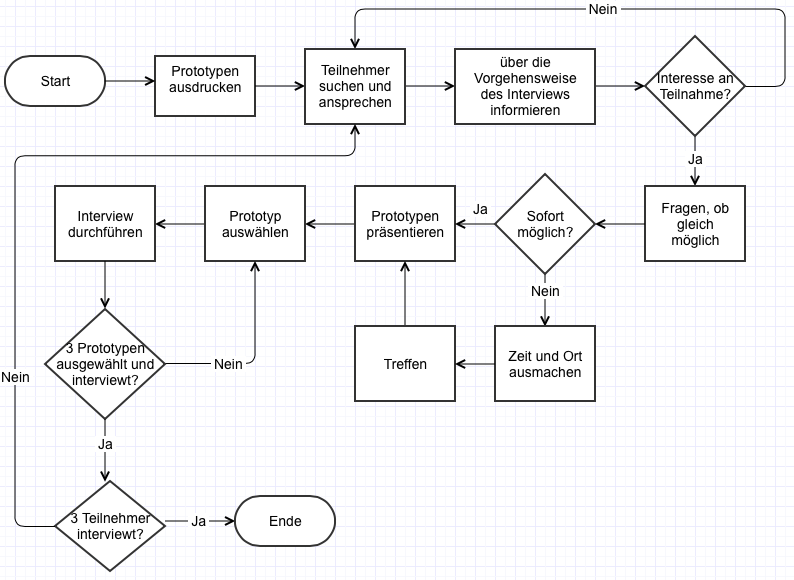 Nein
Start
Prototypen
ausdrucken
Teilnehmer
suchen und
ansprechen
über die
Vorgehensweise
des Interviews
informieren
Interesse an
Teilnahme?
Ja
Fragen, ob
gleich
möglich
Sofort
möglich?
Ja
Prototypen
präsentieren
Prototyp
auswählen
Interview
durchführen
Nein
Zeit und Ort
ausmachen
Treffen
3 Prototypen
ausgewählt und
interviewt?
Nein
Nein
Ja
3 Teilnehmer
interviewt?
Ja
Ende